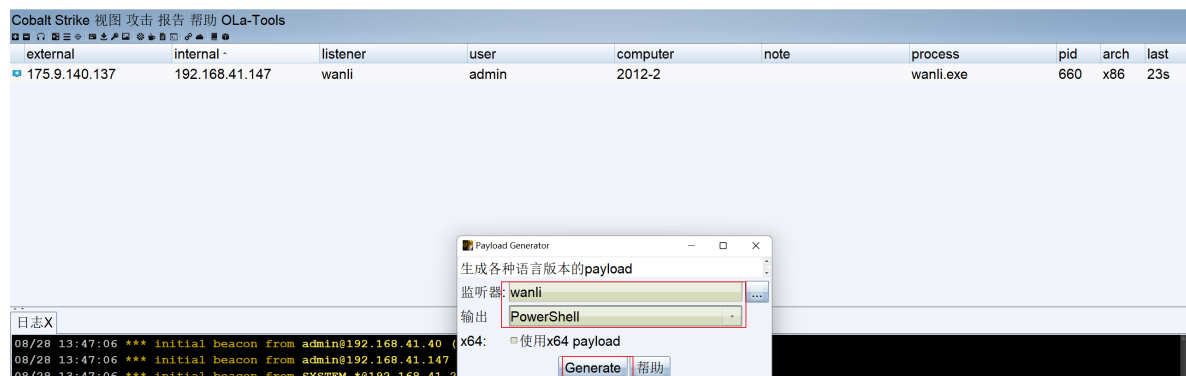 Cobalt Strike 视图 攻击 报告 帮助 OLa-Tools
external internal listener user computer note process pid arch last
175.9.140.137 192.168.41.147 wanli admin 2012-2 wanli.exe 660 x86 23s
Payload Generator
生成各种语言版本的payload
监听器: wanli ...
输出 PowerShell
x64: 使用x64 payload
Generate 帮助
日志X
08/28 13:47:06 *** initial beacon from admin@192.168.41.40 (
08/28 13:47:06 *** initial beacon from admin@192.168.41.147
08/28 13:47:06 *** initial beacon from SYSTEM *@192.168.41.2